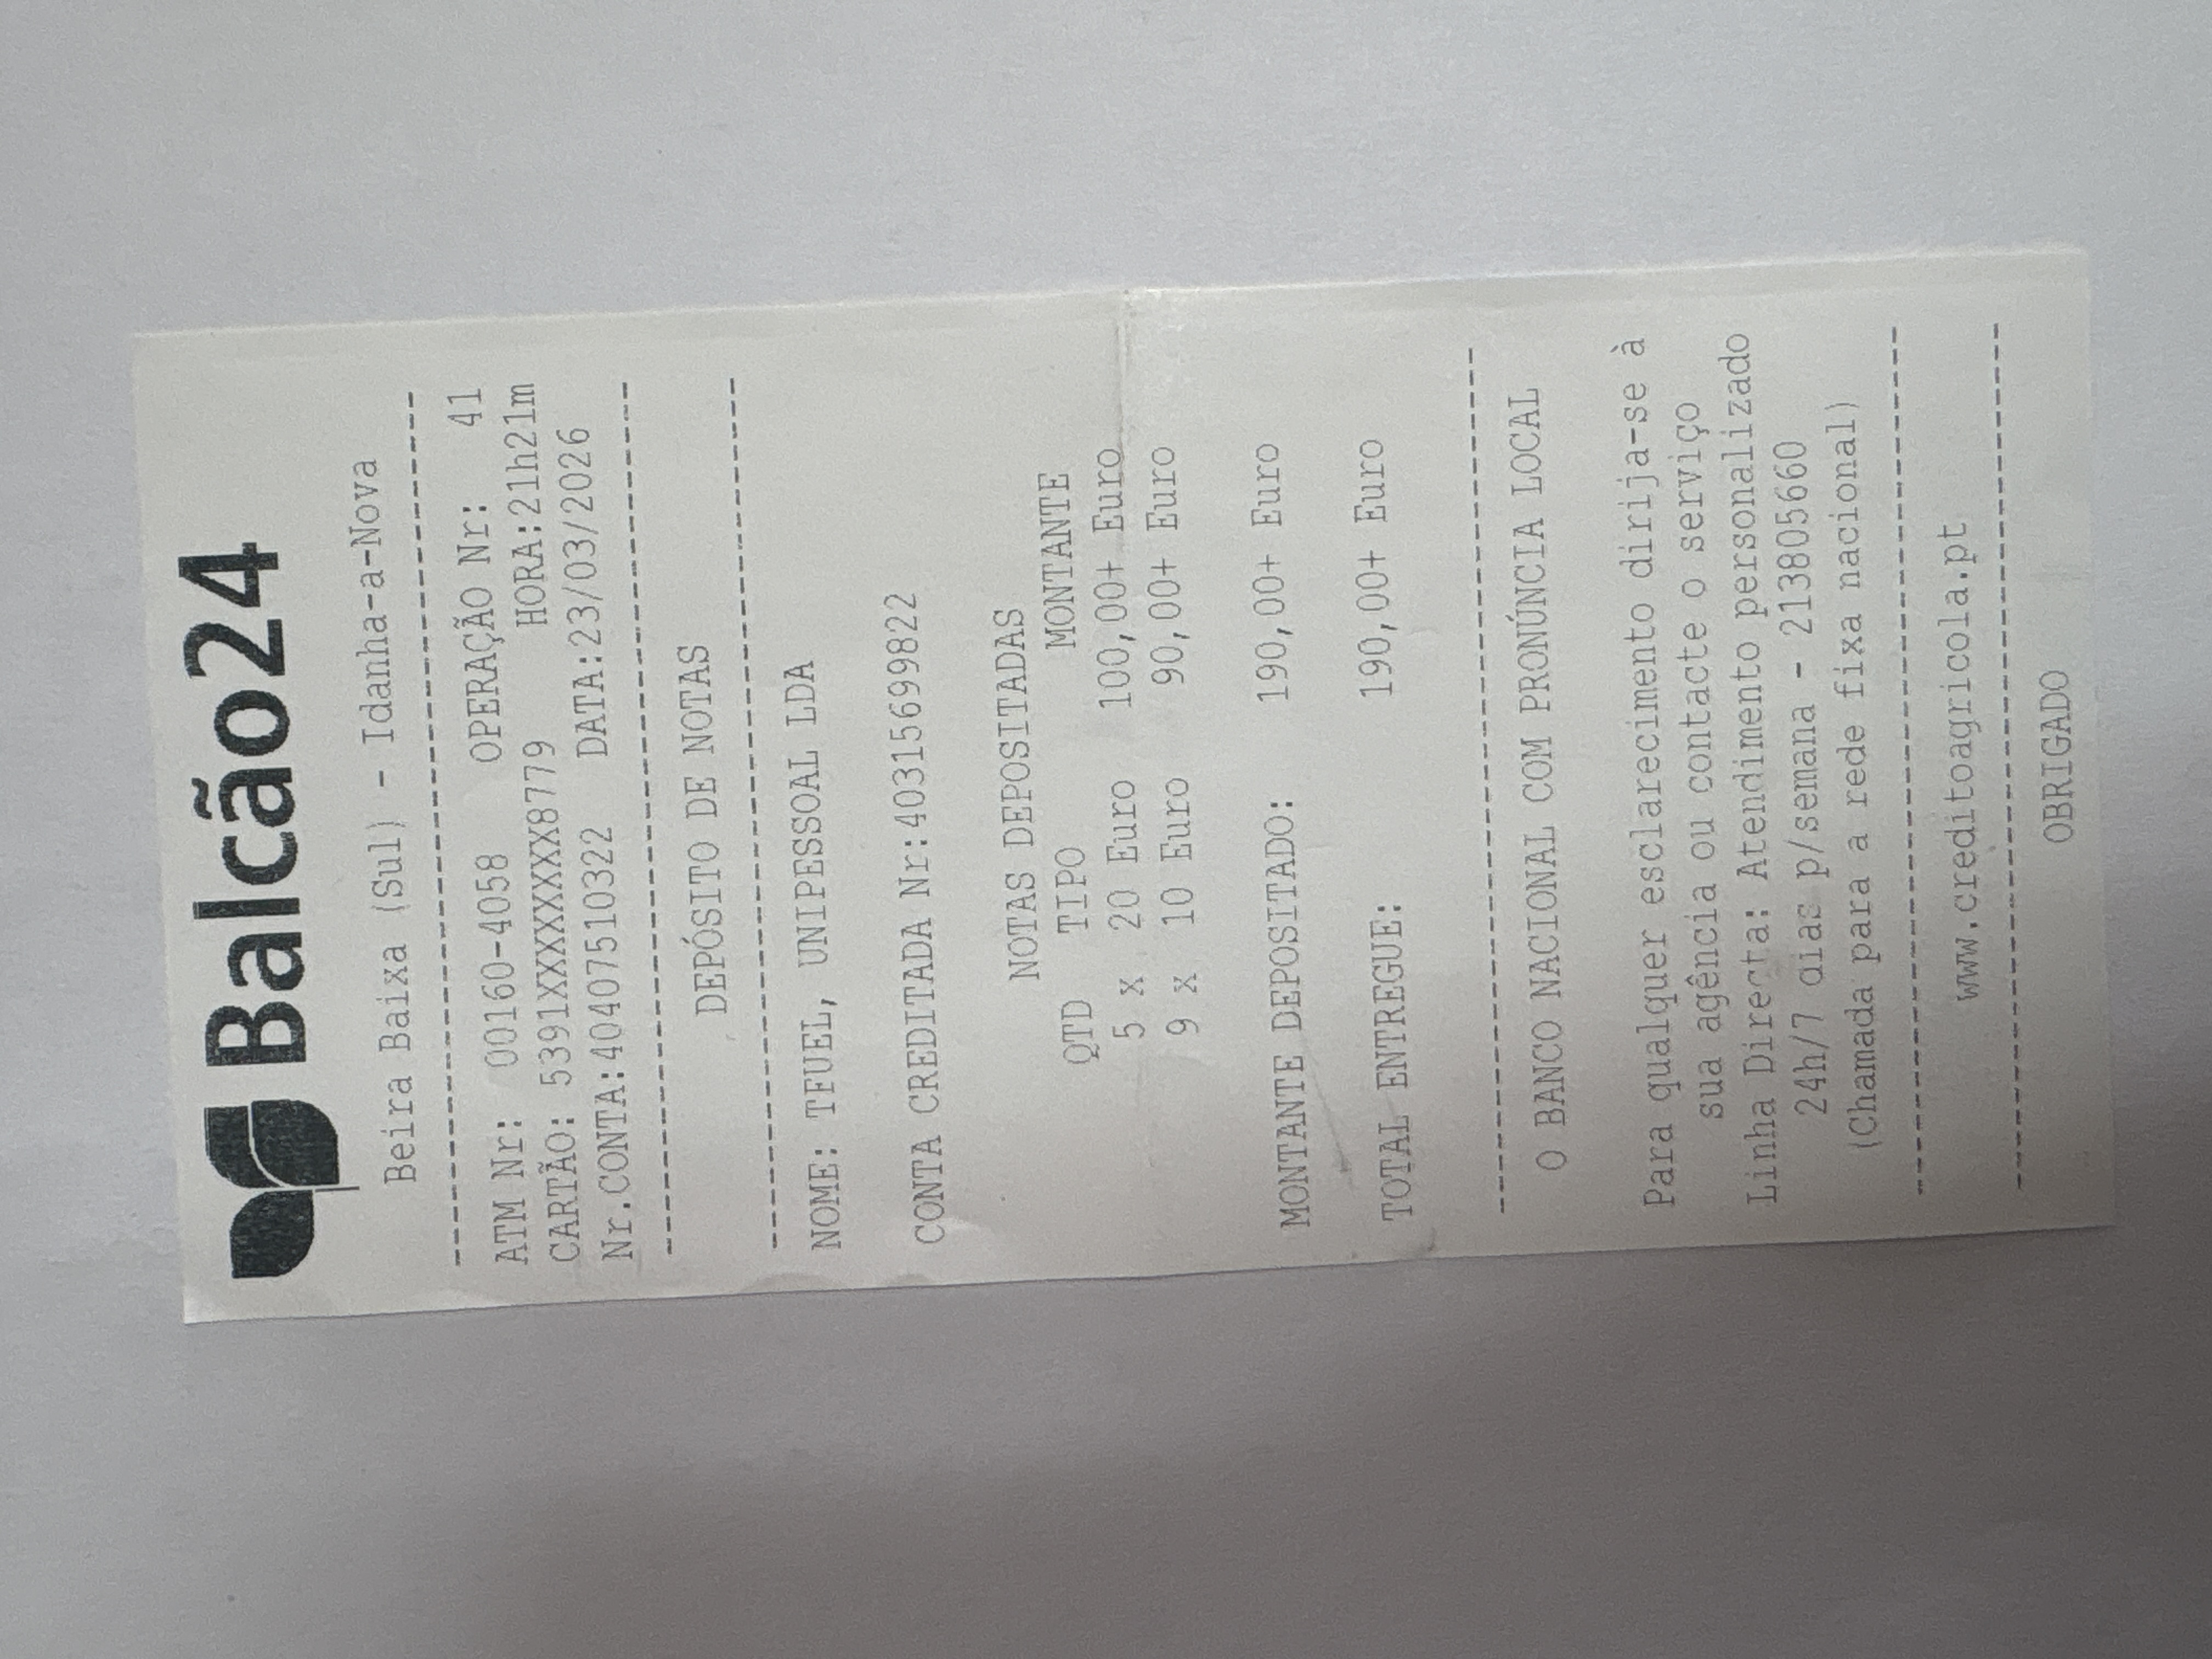 Balcão24
Beira Baixa (Sul) - Idanha-a-Nova
ATM Nr: 00160-4058 OPERAÇÃO Nr: 41
CARTÃO: 5391XXXXXXXX8779 HORA:21h21m
Nr.CONTA:40407510322 DATA:23/03/2026
DEPÓSITO DE NOTAS
NOME: TFUEL, UNIPESSOAL LDA
CONTA CREDITADA Nr:40315699822
NOTAS DEPOSITADAS
QTD TIPO MONTANTE
5 x 20 Euro 100,00+ Euro
9 x 10 Euro 90,00+ Euro
MONTANTE DEPOSITADO: 190,00+ Euro
TOTAL ENTREGUE: 190,00+ Euro
O BANCO NACIONAL COM PRONÚNCIA LOCAL
Para qualquer esclarecimento dirija-se à
sua agência ou contacte o serviço
Linha Directa: Atendimento personalizado
24h/7 dias p/semana - 213805660
(Chamada para a rede fixa nacional)
www.creditoagricola.pt
OBRIGADO